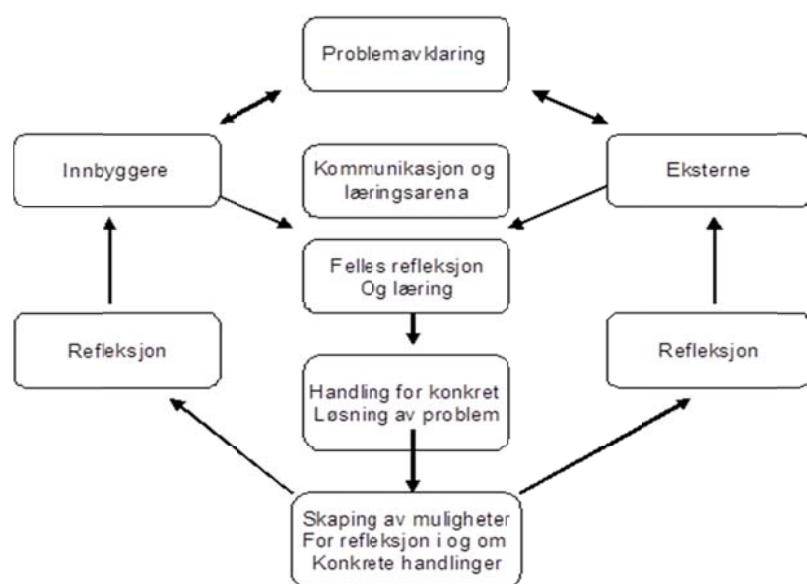 Problemavklaring
Innbyggere
Kommunikasjon og
læringsarena
Eksterne
Felles refleksjon
Og læring
Refleksjon
Refleksjon
Handling for konkret
Løsning av problem
Skaping av muligheter
For refleksjon i og om
Konkrete handlinger